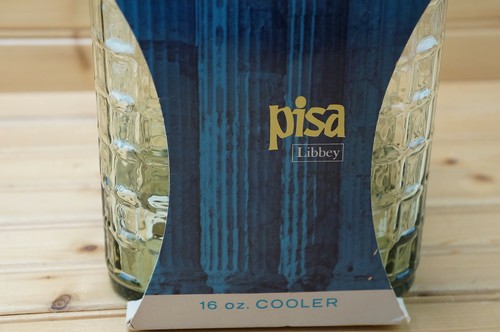 pisa
Libbey
16 oz. COOLER